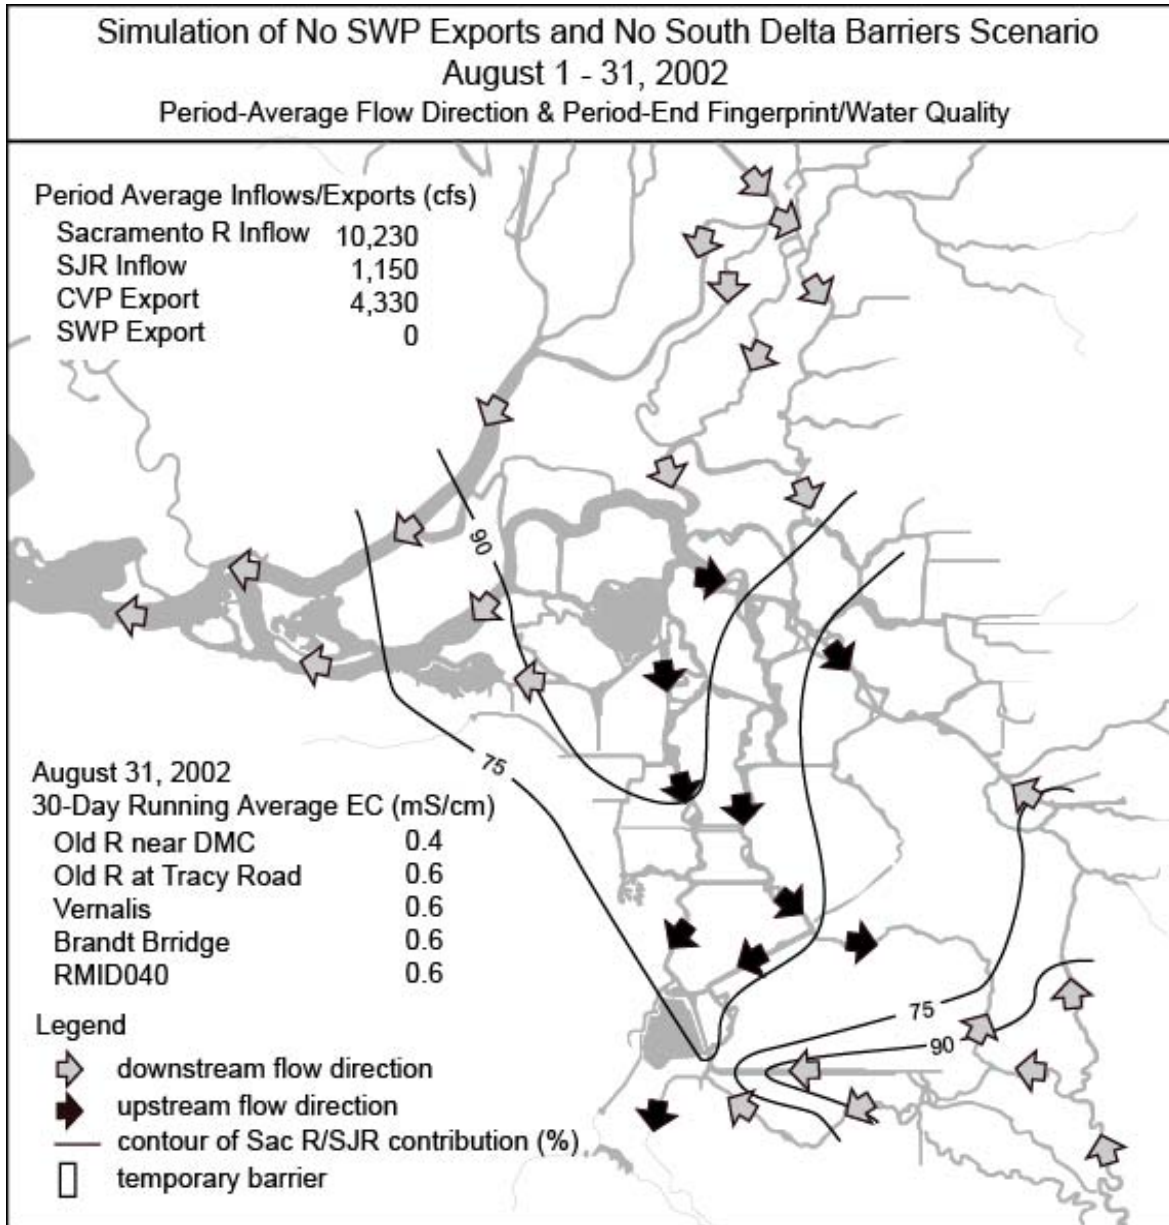 Simulation of No SWP Exports and No South Delta Barriers Scenario
August 1 - 31, 2002
Period-Average Flow Direction & Period-End Fingerprint/Water Quality
Period Average Inflows/Exports (cfs)
Sacramento R Inflow 10,230
SJR Inflow 1,150
CVP Export 4,330
SWP Export 0
90
75
August 31, 2002
30-Day Running Average EC (mS/cm)
Old R near DMC 0.4
Old R at Tracy Road 0.6
Vernalis 0.6
Brandt Brridge 0.6
RMID040 0.6
75
90
Legend
downstream flow direction
upstream flow direction
contour of Sac R/SJR contribution (%)
temporary barrier